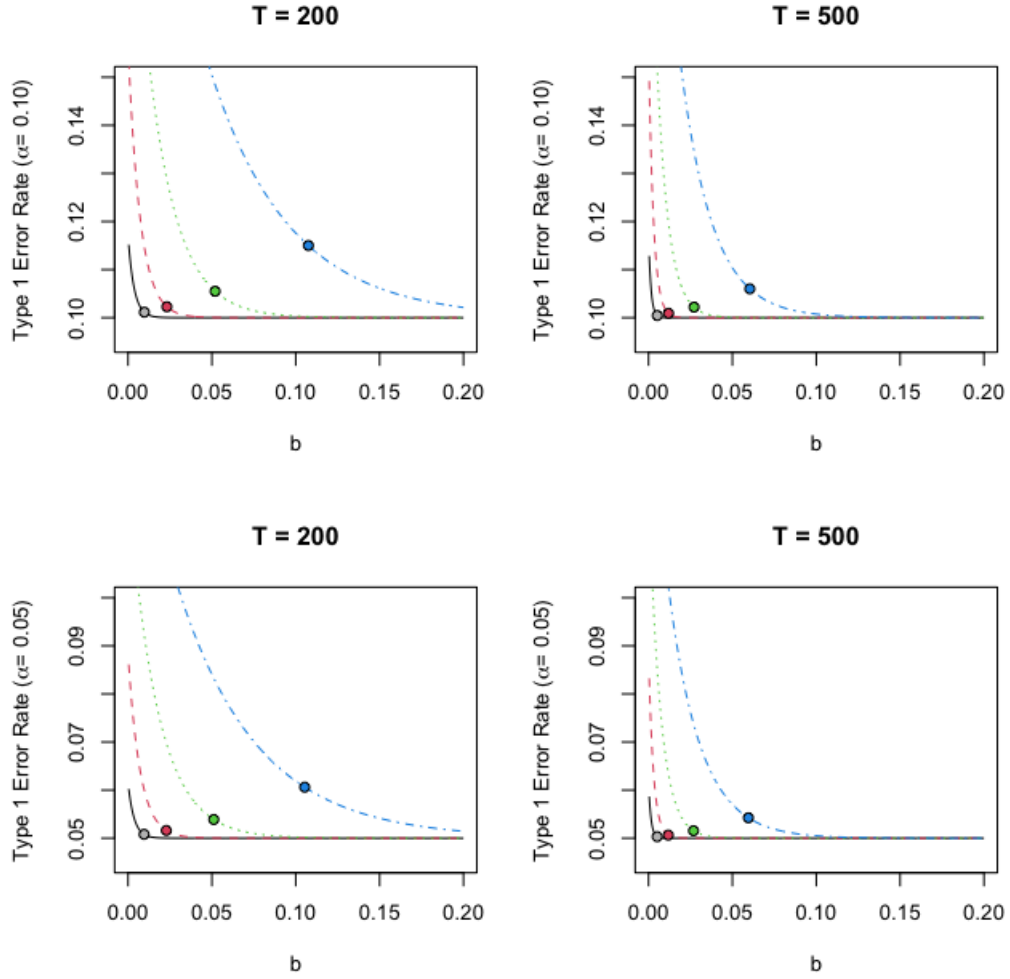 T = 200
Type 1 Error Rate (α= 0.10)
0.14
0.12
0.10
0.00 0.05 0.10 0.15 0.20
b
T = 500
Type 1 Error Rate (α= 0.10)
0.14
0.12
0.10
0.00 0.05 0.10 0.15 0.20
b
T = 200
Type 1 Error Rate (α= 0.05)
0.09
0.07
0.05
0.00 0.05 0.10 0.15 0.20
b
T = 500
Type 1 Error Rate (α= 0.05)
0.09
0.07
0.05
0.00 0.05 0.10 0.15 0.20
b